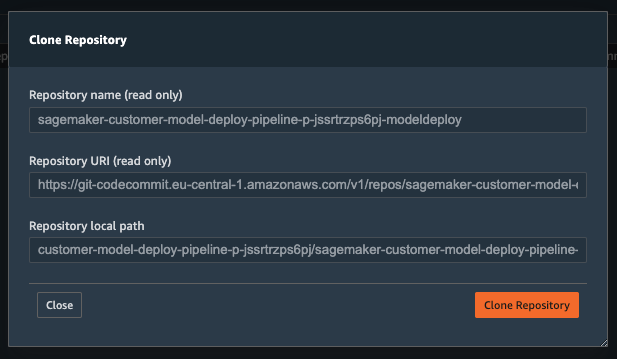 Clone Repository
Repository name (read only)
sagemaker-customer-model-deploy-pipeline-p-jssrtrzps6pj-modeldeploy
Repository URI (read only)
https://git-codecommit.eu-central-1.amazonaws.com/v1/repos/sagemaker-customer-model-
Repository local path
customer-model-deploy-pipeline-p-jssrtrzps6pj/sagemaker-customer-model-deploy-pipeline-
Close
Clone Repository